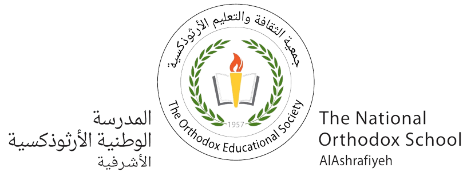 جمعية الثقافة والتعليم الأرثوذكسية
1957
The Orthodox Educational Society
المدرسة
الوطنية الأرثوذكسية
الأشرفية
The National
Orthodox School
AlAshrafiyeh